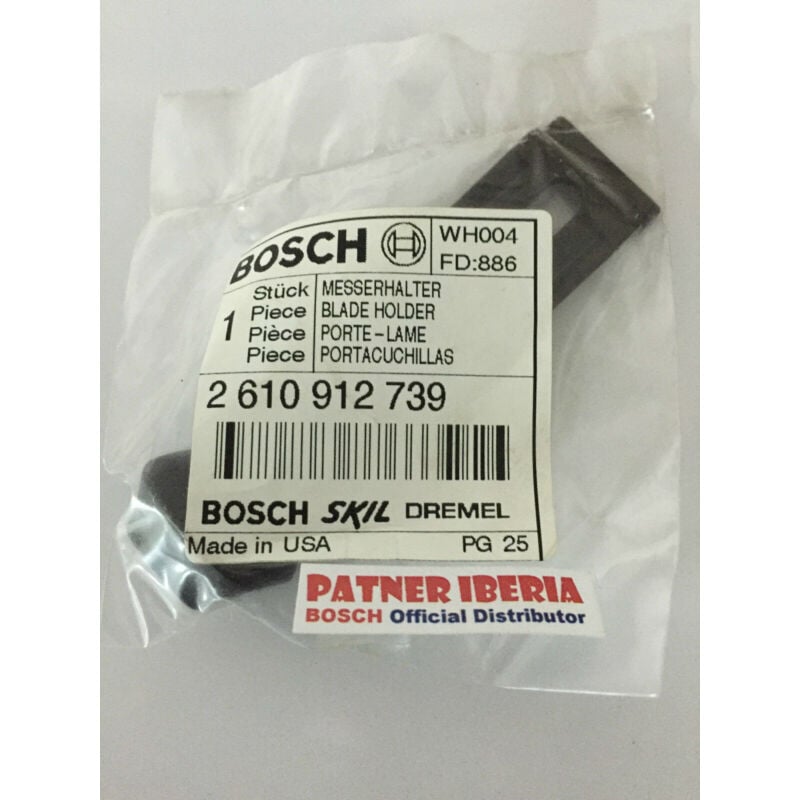 BOSCH WH004
FD:886
1 Stück MESSERHALTER
Piece BLADE HOLDER
Pièce PORTE-LAME
Piece PORTACUCHILLAS
2 610 912 739
BOSCH SKIL DREMEL
Made in USA PG 25
PATNER IBERIA
BOSCH Official Distributor